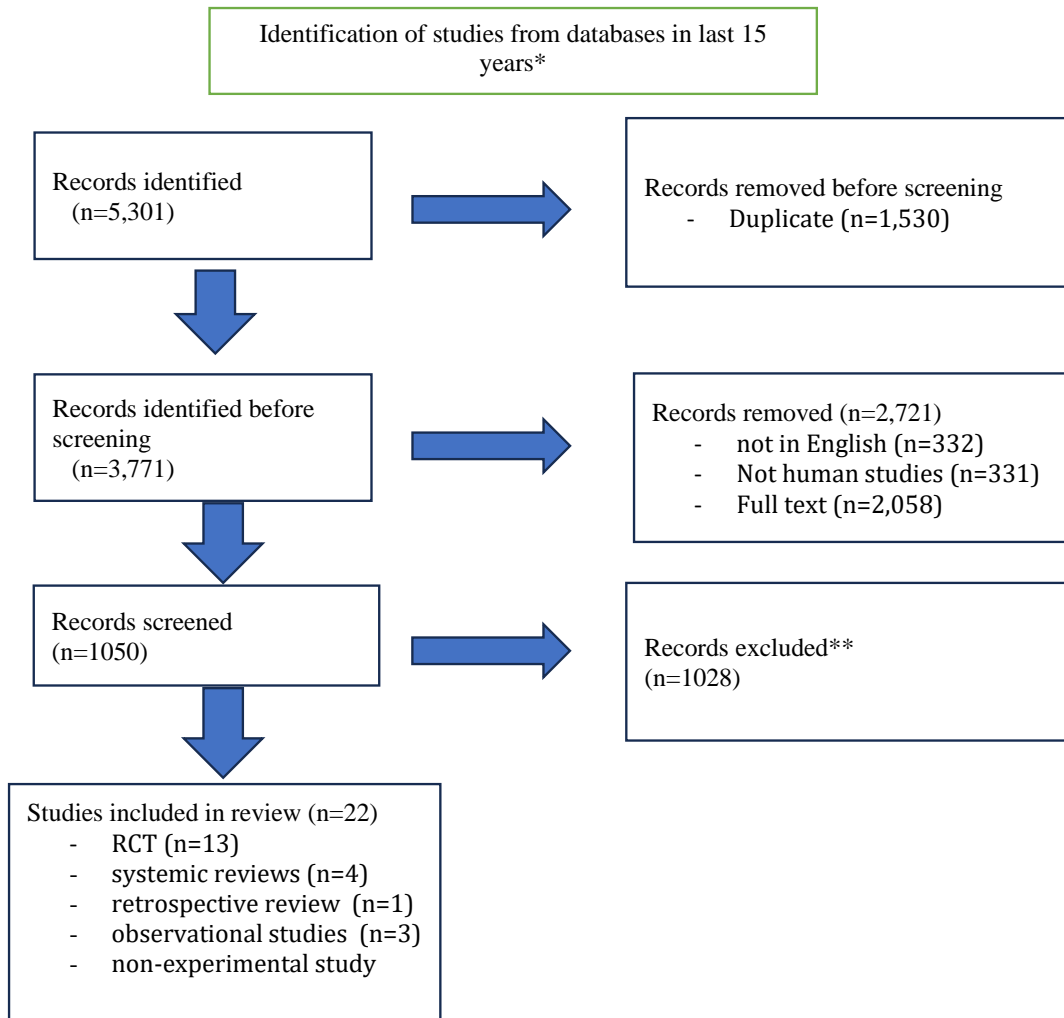 Identification of studies from databases in last 15
years*
Records identified
(n=5,301)
Records removed before screening
- Duplicate (n=1,530)
Records identified before
screening
(n=3,771)
Records removed (n=2,721)
- not in English (n=332)
- Not human studies (n=331)
- Full text (n=2,058)
Records screened
(n=1050)
Records excluded**
(n=1028)
Studies included in review (n=22)
- RCT (n=13)
- systemic reviews (n=4)
- retrospective review (n=1)
- observational studies (n=3)
- non-experimental study